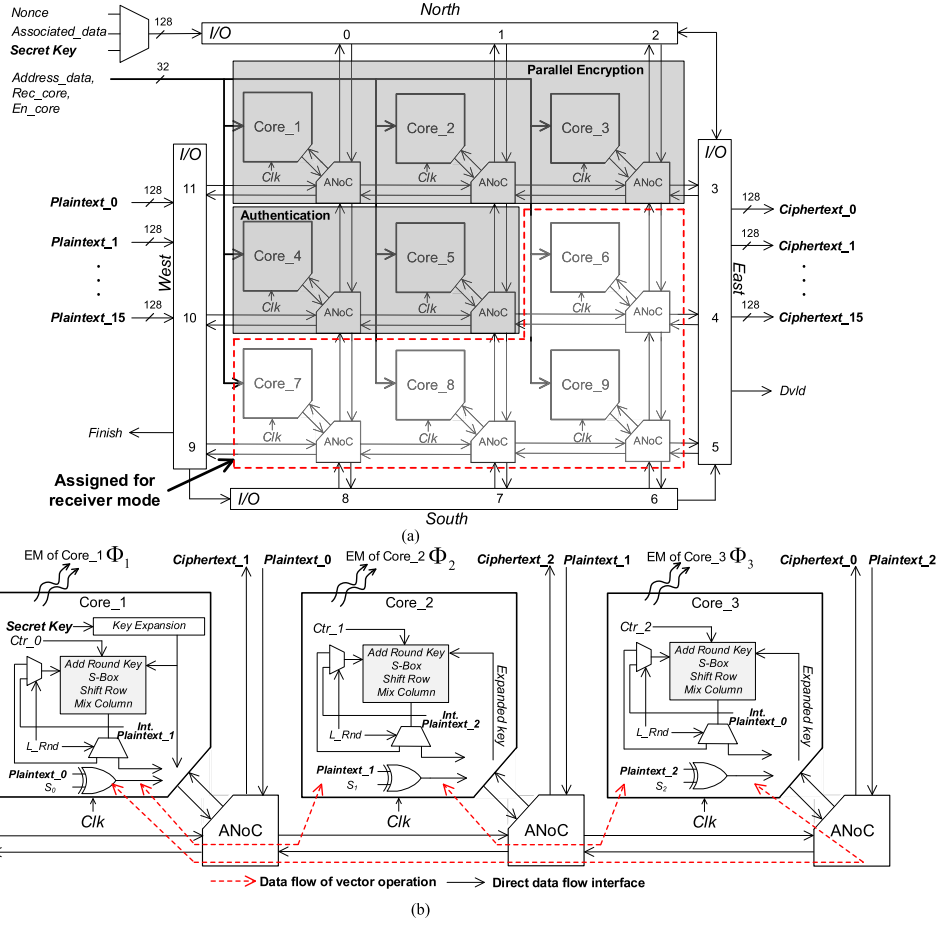 North
Nonce
Associated_data
Secret Key
128
I/O
0
1
2
Address_data,
Rec_core,
En_core
32
Parallel Encryption
Core_1
Core_2
Core_3
Clk
Clk
Clk
ANoC
ANoC
ANoC
I/O
11
I/O
3
Plaintext_0
128
128
Ciphertext_0
Authentication
Plaintext_1
128
128
Ciphertext_1
Core_4
Core_5
Core_6
West
East
Clk
Clk
Clk
ANoC
ANoC
ANoC
Plaintext_15
128
10
4
128
Ciphertext_15
Core_7
Core_8
Core_9
Dvld
Clk
Clk
Clk
ANoC
ANoC
ANoC
Finish
9
5
Assigned for
receiver mode
I/O
8
7
6
South
(a)
EM of Core_1 Φ1
Ciphertext_1
Plaintext_0
EM of Core_2 Φ2
Ciphertext_2
Plaintext_1
EM of Core_3 Φ3
Ciphertext_0
Plaintext_2
Core_1
Secret Key
Key Expansion
Ctr_0
Add Round Key
S-Box
Shift Row
Mix Column
Int.
Plaintext_1
L_Rnd
Plaintext_0
S0
Clk
ANoC
Core_2
Ctr_1
Add Round Key
S-Box
Shift Row
Mix Column
Expanded key
Int.
Plaintext_2
L_Rnd
Plaintext_1
S1
Clk
ANoC
Core_3
Ctr_2
Add Round Key
S-Box
Shift Row
Mix Column
Expanded key
Int.
Plaintext_0
L_Rnd
Plaintext_2
S2
Clk
ANoC
Data flow of vector operation
Direct data flow interface
(b)